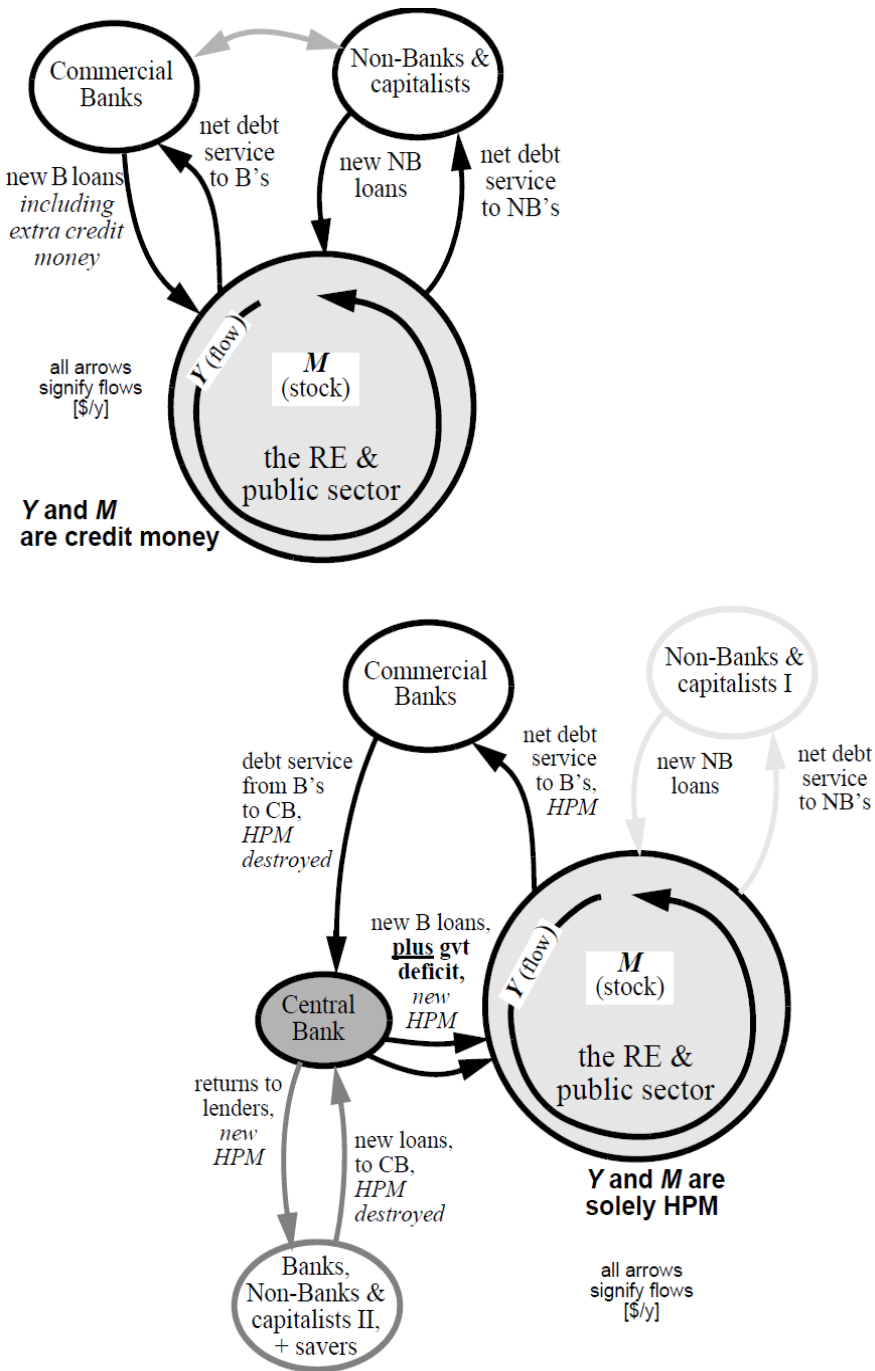 Commercial
Banks
Non-Banks &
capitalists
net debt
service
to B's
new B loans
including
extra credit
money
new NB
loans
net debt
service
to NB's
Y (flow)
M
(stock)
all arrows
signify flows
[$/y]
the RE &
public sector
Y and M
are credit money
Commercial
Banks
Non-Banks &
capitalists I
debt service
from B's
to CB,
HPM
destroyed
net debt
service
to B's,
HPM
new NB
loans
net debt
service
to NB's
new B loans,
plus gvt
deficit,
new
HPM
Y (flow)
M
(stock)
Central
Bank
the RE &
public sector
returns to
lenders,
new
HPM
new loans,
to CB,
HPM
destroyed
Y and M are
solely HPM
Banks,
Non-Banks &
capitalists II,
+ savers
all arrows
signify flows
[$/y]